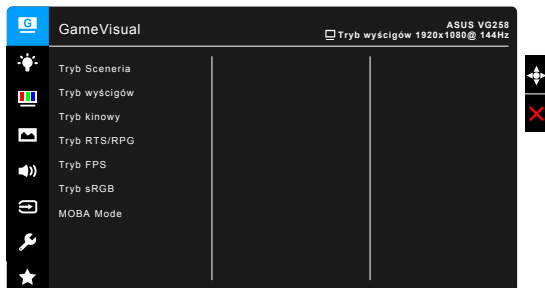 G
GameVisual
ASUS VG258
Tryb wyścigów 1920x1080@ 144Hz
Tryb Sceneria
Tryb wyścigów
Tryb kinowy
Tryb RTS/RPG
Tryb FPS
Tryb sRGB
MOBA Mode